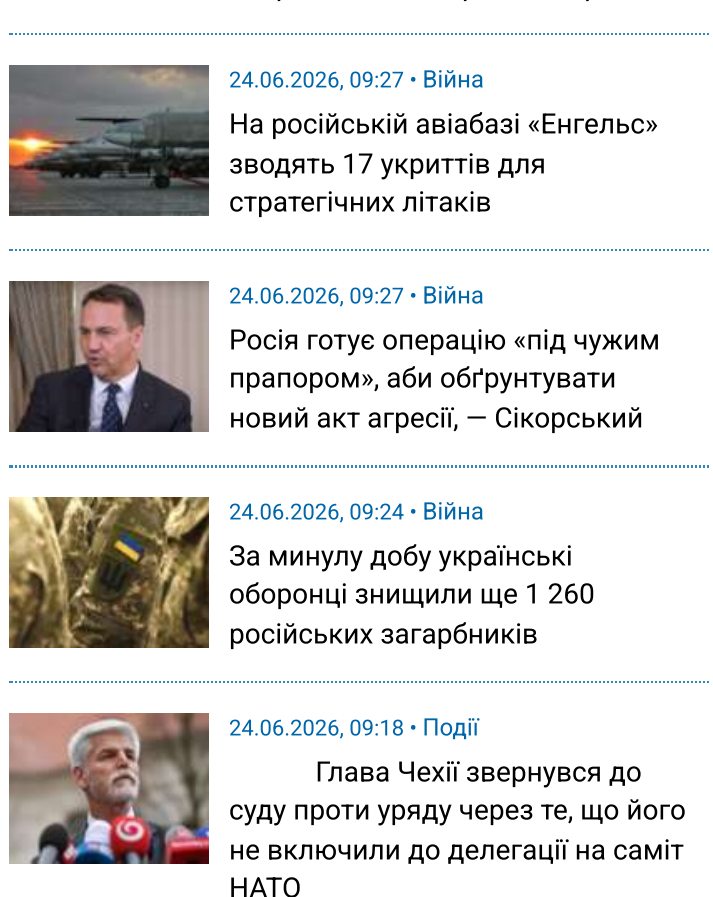 24.06.2026, 09:27 • Війна
На російській авіабазі «Енгельс»
зводять 17 укриттів для
стратегічних літаків
24.06.2026, 09:27 • Війна
Росія готує операцію «під чужим
прапором», аби обґрунтувати
новий акт агресії, — Сікорський
24.06.2026, 09:24 • Війна
За минулу добу українські
оборонці знищили ще 1 260
російських загарбників
24.06.2026, 09:18 • Події
Глава Чехії звернувся до
суду проти уряду через те, що його
не включили до делегації на саміт
НАТО